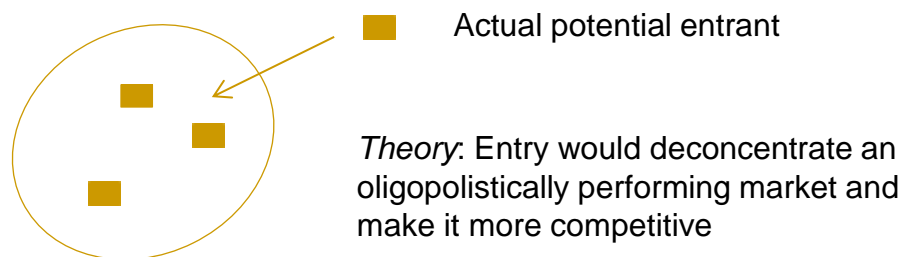 Actual potential entrant
Theory: Entry would deconcentrate an
oligopolistically performing market and
make it more competitive